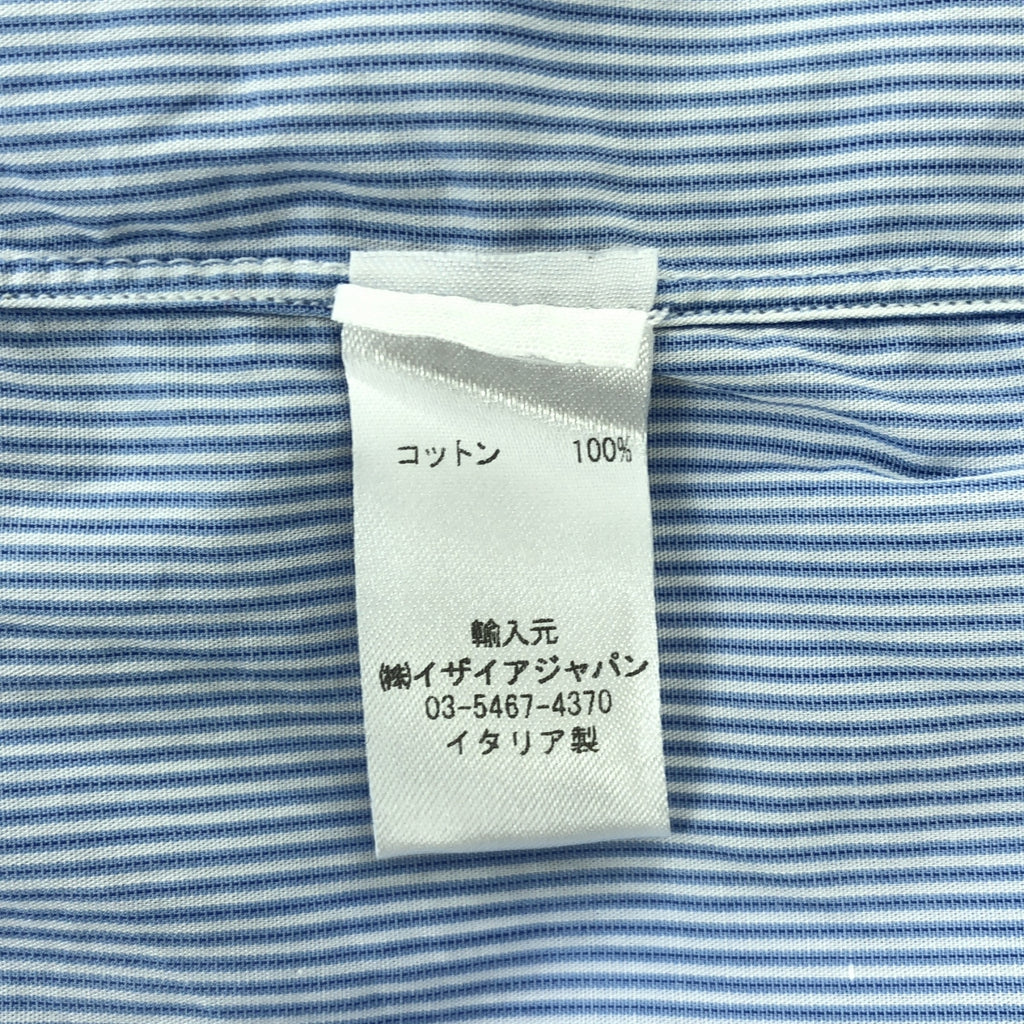 コットン 100%
輸入元
㈱イザイアジャパン
03-5467-4370
イタリア製